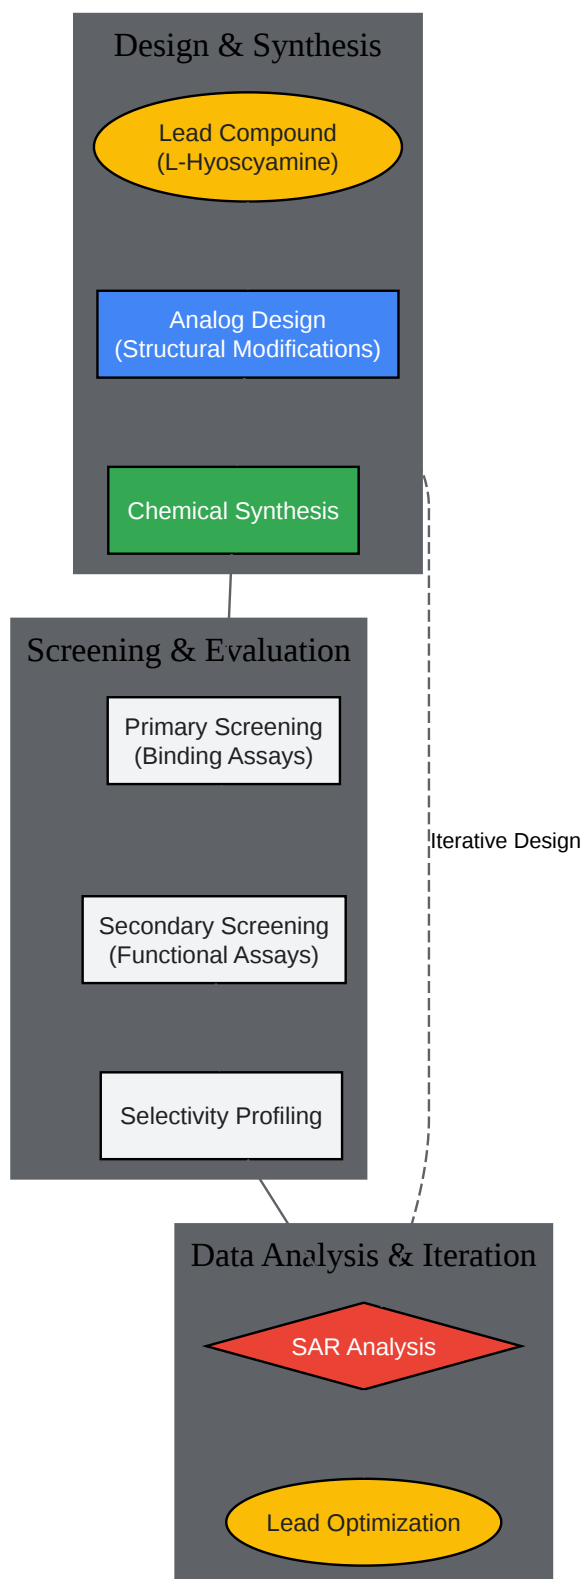 Design & Synthesis
Lead Compound
(L-Hyoscyamine)
Analog Design
(Structural Modifications)
Chemical Synthesis
Screening & Evaluation
Primary Screening
(Binding Assays)
Iterative Design
Secondary Screening
(Functional Assays)
Selectivity Profiling
Data Analysis & Iteration
SAR Analysis
Lead Optimization